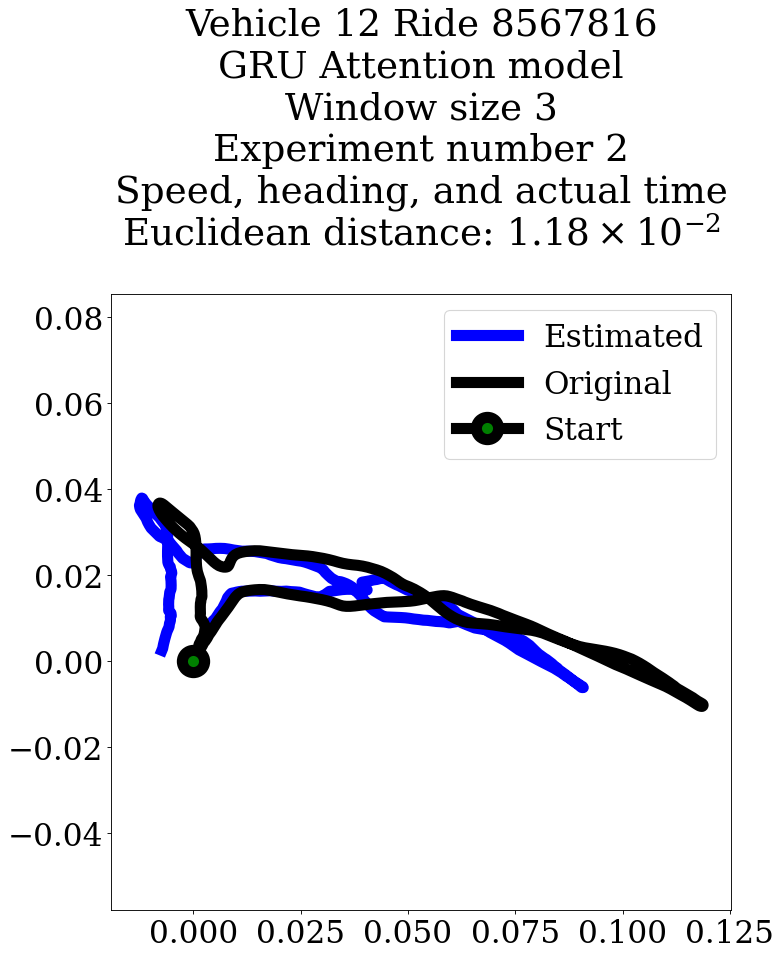 Vehicle 12 Ride 8567816
GRU Attention model
Window size 3
Experiment number 2
Speed, heading, and actual time
Euclidean distance: 1.18 × 10⁻²
Estimated
Original
Start
0.08
0.06
0.04
0.02
0.00
−0.02
−0.04
0.000 0.025 0.050 0.075 0.100 0.125